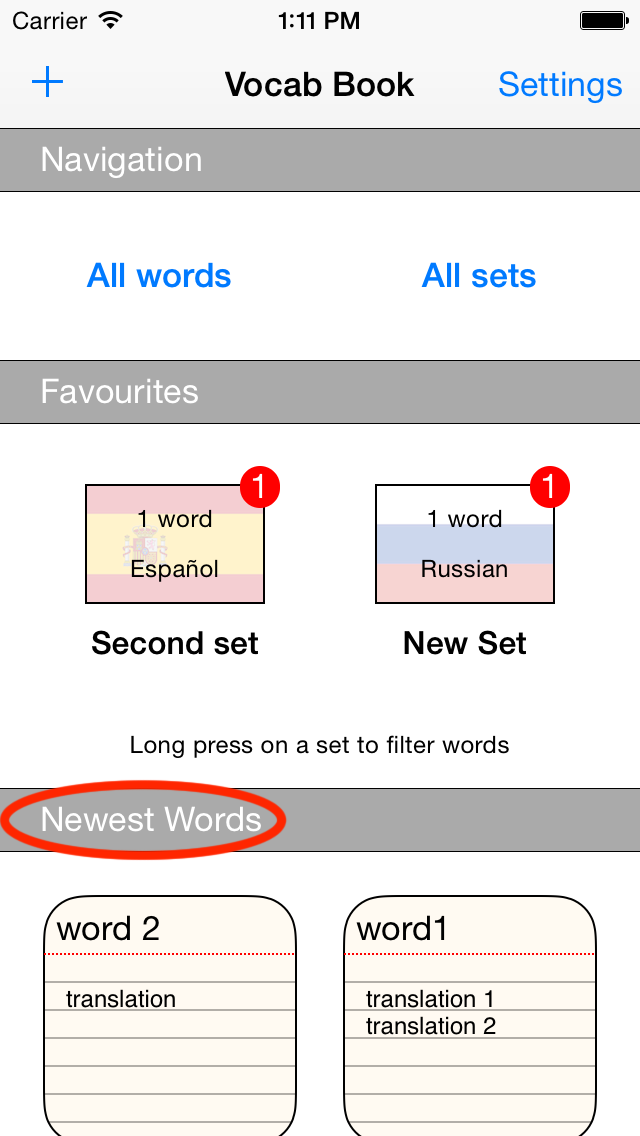 Carrier 1:11 PM
+ Vocab Book Settings
Navigation
All words All sets
Favourites
1 1
1 word 1 word
Español Russian
Second set New Set
Long press on a set to filter words
Newest Words
word 2 word1
translation translation 1
translation 2